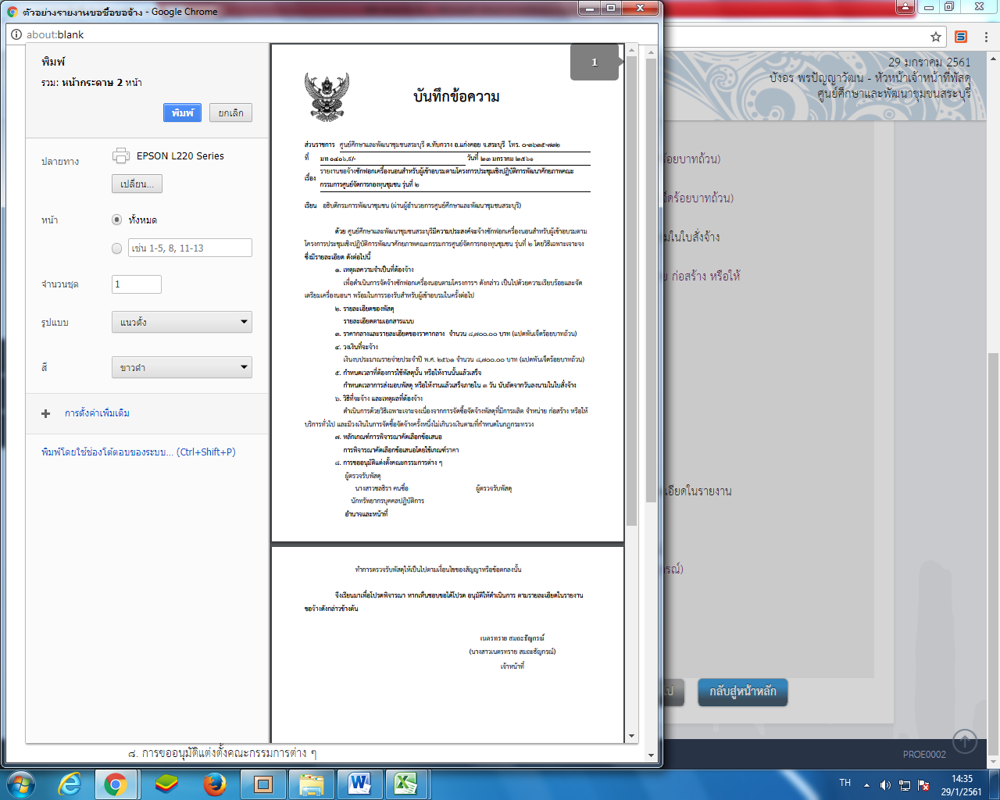 ตัวอย่างรายงานขอซื้อขอจ้าง - Google Chrome
about:blank
พิมพ์
รวม: หน้ากระดาษ 2 หน้า
พิมพ์
ยกเลิก
ปลายทาง
EPSON L220 Series
เปลี่ยน...
หน้า
ทั้งหมด
เช่น 1-5, 8, 11-13
จำนวนชุด
1
รูปแบบ
แนวตั้ง
สี
ขาวดำ
การตั้งค่าเพิ่มเติม
พิมพ์โดยใช้ช่องโต้ตอบของระบบ... (Ctrl+Shift+P)
1
บันทึกข้อความ
ส่วนราชการ ศูนย์ศึกษาและพัฒนาชุมชนสระบุรี ต.ทับกวาง อ.แก่งคอย จ.สระบุรี โทร. ๐-๓๖๓๕-๗๓๒
ที่ มท ๐๔๐๖.๙/- วันที่ ๒๓ มกราคม ๒๕๖๑
เรื่อง รายงานขอจ้างซักฟอกเครื่องนอนสำหรับผู้เข้าอบรมตามโครงการประชุมเชิงปฏิบัติการพัฒนาศักยภาพคณะ
กรรมการศูนย์จัดการกองทุนชุมชน รุ่นที่ ๒
เรียน อธิบดีกรมการพัฒนาชุมชน (ผ่านผู้อำนวยการศูนย์ศึกษาและพัฒนาชุมชนสระบุรี)
ด้วย ศูนย์ศึกษาและพัฒนาชุมชนสระบุรีมีความประสงค์จะจ้างซักฟอกเครื่องนอนสำหรับผู้เข้าอบรมตาม
โครงการประชุมเชิงปฏิบัติการพัฒนาศักยภาพคณะกรรมการศูนย์จัดการกองทุนชุมชน รุ่นที่ ๒ โดยวิธีเฉพาะเจาะจง
ซึ่งมีรายละเอียด ดังต่อไปนี้
๑. เหตุผลความจำเป็นที่ต้องจ้าง
เพื่อดำเนินการจัดจ้างซักฟอกเครื่องนอนตามโครงการฯ ดังกล่าว เป็นไปด้วยความเรียบร้อยและจัด
เตรียมเครื่องนอนฯ พร้อมในการรองรับสำหรับผู้เข้าอบรมในครั้งต่อไป
๒. รายละเอียดของพัสดุ
รายละเอียดตามเอกสารแนบ
๓. ราคากลางและรายละเอียดของราคากลาง จำนวน ๘,๗๐๐.๐๐ บาท (แปดพันเจ็ดร้อยบาทถ้วน)
๔. วงเงินที่จะจ้าง
เงินงบประมาณรายจ่ายประจำปี พ.ศ. ๒๕๖๑ จำนวน ๘,๗๐๐.๐๐ บาท (แปดพันเจ็ดร้อยบาทถ้วน)
๕. กำหนดเวลาที่ต้องการใช้พัสดุนั้น หรือให้งานนั้นแล้วเสร็จ
กำหนดเวลาการส่งมอบพัสดุ หรือให้งานแล้วเสร็จภายใน ๓ วัน นับถัดจากวันลงนามในใบสั่งจ้าง
๖. วิธีที่จะจ้าง และเหตุผลที่ต้องจ้าง
ดำเนินการด้วยวิธีเฉพาะเจาะจงเนื่องจากการจัดซื้อจัดจ้างพัสดุที่มีการผลิต จำหน่าย ก่อสร้าง หรือให้
บริการทั่วไป และมีวงเงินในการจัดซื้อจัดจ้างครั้งหนึ่งไม่เกินวงเงินตามที่กำหนดในกฎกระทรวง
๗. หลักเกณฑ์การพิจารณาคัดเลือกข้อเสนอ
การพิจารณาคัดเลือกข้อเสนอโดยใช้เกณฑ์ราคา
๘. การขออนุมัติแต่งตั้งคณะกรรมการต่าง ๆ
ผู้ตรวจรับพัสดุ
นางสาวชลธิรา คนซื่อ ผู้ตรวจรับพัสดุ
นักทรัพยากรบุคคลปฏิบัติการ
อำนาจและหน้าที่
ทำการตรวจรับพัสดุให้เป็นไปตามเงื่อนไขของสัญญาหรือข้อตกลงนั้น
จึงเรียนมาเพื่อโปรดพิจารณา หากเห็นชอบขอได้โปรด อนุมัติให้ดำเนินการ ตามรายละเอียดในรายงาน
ขอจ้างดังกล่าวข้างต้น
เนตรทราย สมถะธัญกรณ์
(นางสาวเนตรทราย สมถะธัญกรณ์)
เจ้าหน้าที่
๘. การขออนุมัติแต่งตั้งคณะกรรมการต่าง ๆ
29 มกราคม 2561
บังอร พรปัญญาวัฒน - หัวหน้าเจ้าหน้าที่พัสดุ
ศูนย์ศึกษาและพัฒนาชุมชนสระบุรี
ร้อยบาทถ้วน)
จ็ดร้อยบาทถ้วน)
มในใบสั่งจ้าง
ย ก่อสร้าง หรือให้
เอียดในรายงาน
กรณ์)
ไป
กลับสู่หน้าหลัก
PROE0002
TH
14:35
29/1/2561